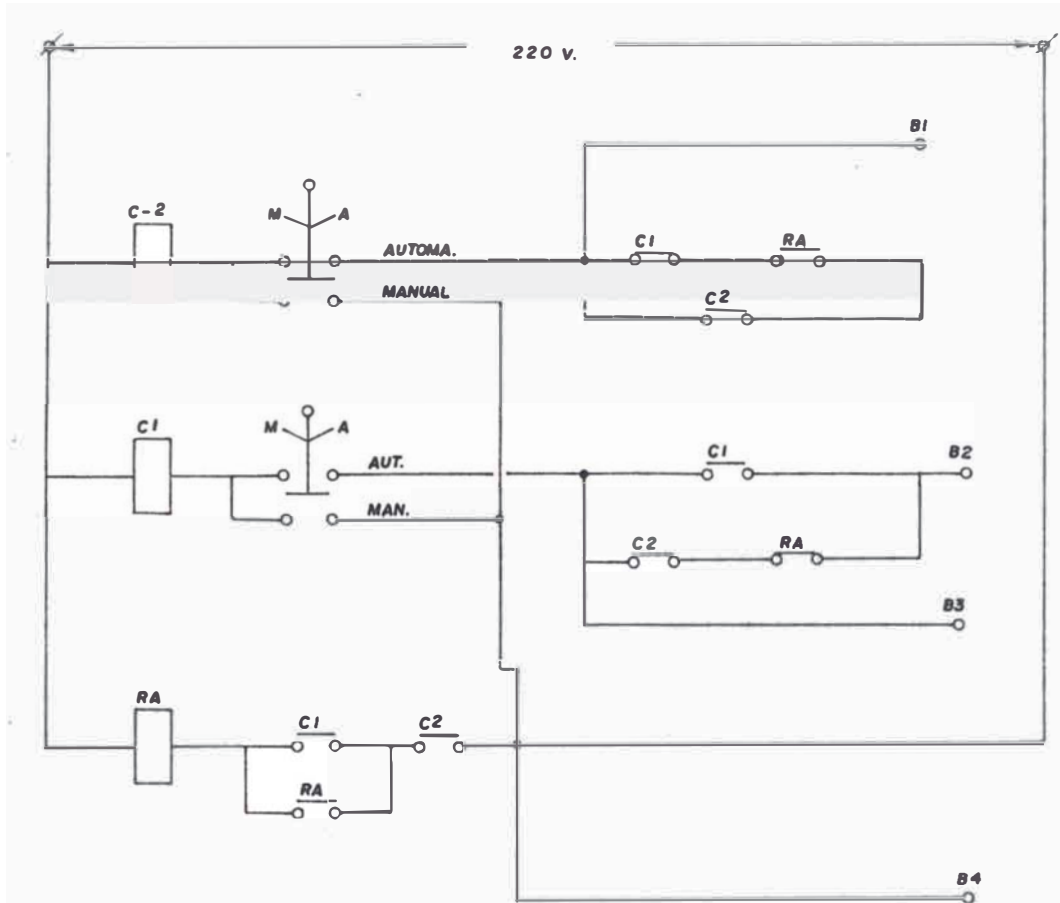 220 V.
B1
C-2
M A
AUTOMA.
C1
RA
MANUAL
C2
C1
M A
AUT.
C1
B2
MAN.
C2
RA
B3
RA
C1
C2
RA
B4